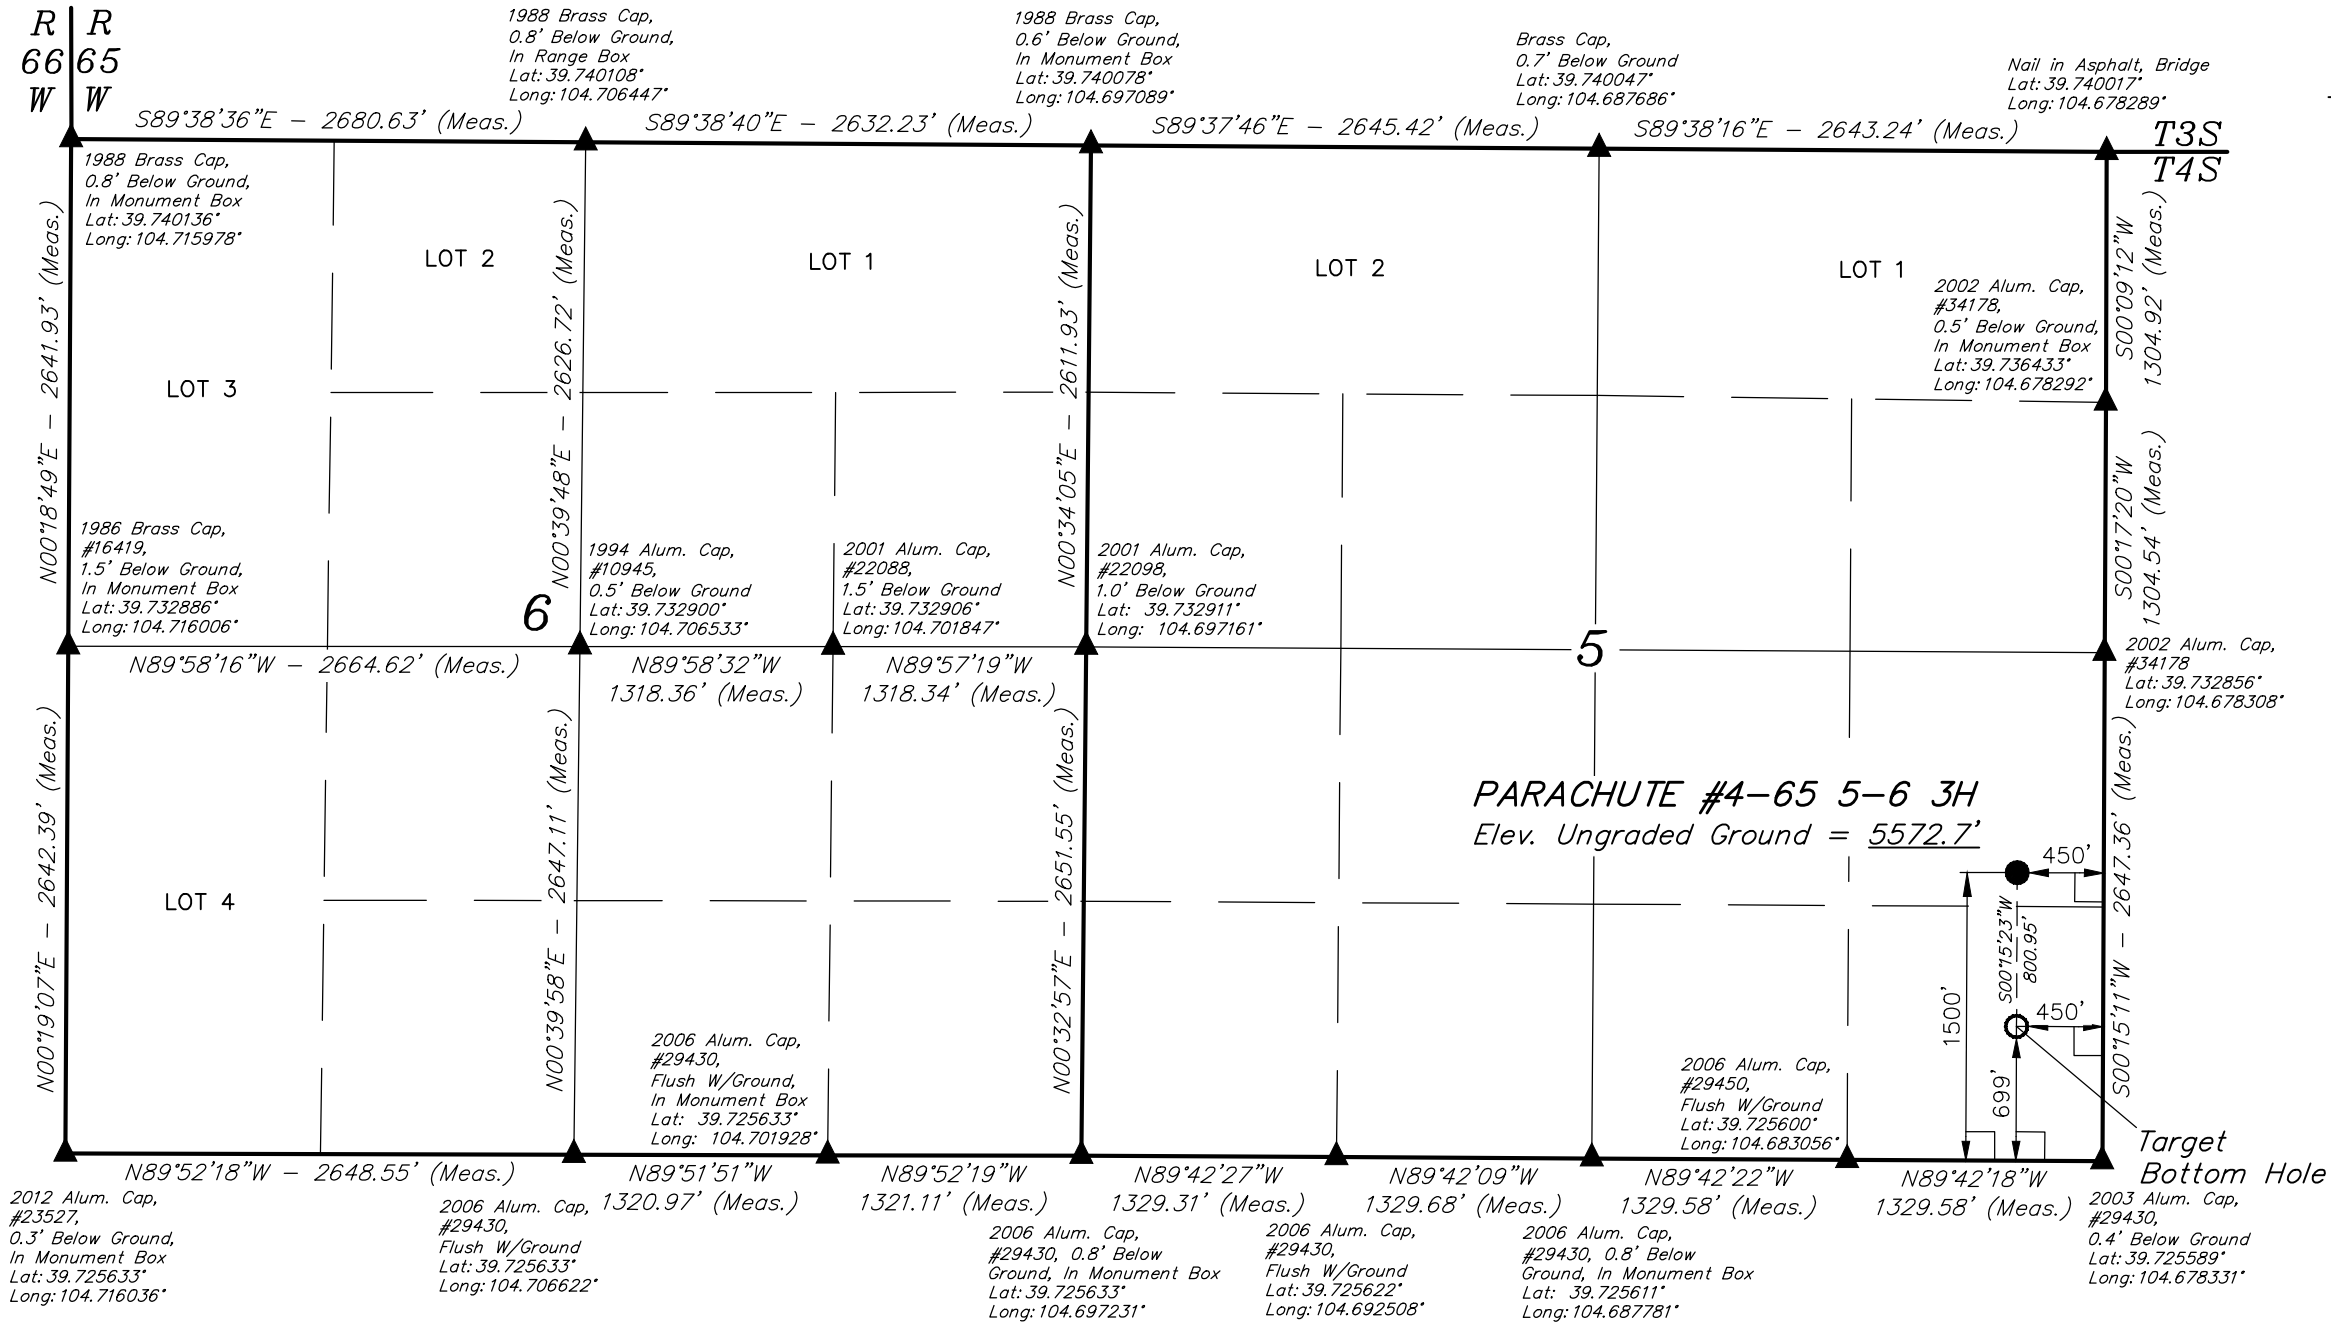 R R
66 65
W W
1988 Brass Cap,
0.8' Below Ground,
In Range Box
Lat: 39.740108°
Long: 104.706447°
1988 Brass Cap,
0.6' Below Ground,
In Monument Box
Lat: 39.740078°
Long: 104.697089°
Brass Cap,
0.7' Below Ground
Lat: 39.740047°
Long: 104.687686°
Nail in Asphalt, Bridge
Lat: 39.740017°
Long: 104.678289°
S89°38'36"E - 2680.63' (Meas.)
S89°38'40"E - 2632.23' (Meas.)
S89°37'46"E - 2645.42' (Meas.)
S89°38'16"E - 2643.24' (Meas.)
T3S
T4S
1988 Brass Cap,
0.8' Below Ground,
In Monument Box
Lat: 39.740136°
Long: 104.715978°
N00°18'49"E - 2641.93' (Meas.)
LOT 2
N00°39'48"E - 2626.72' (Meas.)
LOT 1
N00°34'05"E - 2611.93' (Meas.)
LOT 2
LOT 1
S00°09'12"W
1304.92' (Meas.)
2002 Alum. Cap,
#34178,
0.5' Below Ground,
In Monument Box
Lat: 39.736433°
Long: 104.678292°
LOT 3
S00°17'20"W
1304.54' (Meas.)
1986 Brass Cap,
#16419,
1.5' Below Ground,
In Monument Box
Lat: 39.732886°
Long: 104.716006°
6
1994 Alum. Cap,
#10945,
0.5' Below Ground
Lat: 39.732900°
Long: 104.706533°
2001 Alum. Cap,
#22088,
1.5' Below Ground
Lat: 39.732906°
Long: 104.701847°
2001 Alum. Cap,
#22098,
1.0' Below Ground
Lat: 39.732911°
Long: 104.697161°
5
2002 Alum. Cap,
#34178
Lat: 39.732856°
Long: 104.678308°
N89°58'16"W - 2664.62' (Meas.)
N89°58'32"W
1318.36' (Meas.)
N89°57'19"W
1318.34' (Meas.)
N00°19'07"E - 2642.39' (Meas.)
N00°39'58"E - 2647.11' (Meas.)
N00°32'57"E - 2651.55' (Meas.)
S00°15'11"W - 2647.36' (Meas.)
PARACHUTE #4-65 5-6 3H
Elev. Ungraded Ground = 5572.7'
450'
LOT 4
S00°15'23"W
800.95'
1500'
450'
699'
Target
Bottom Hole
2006 Alum. Cap,
#29430,
Flush W/Ground,
In Monument Box
Lat: 39.725633°
Long: 104.701928°
2006 Alum. Cap,
#29450,
Flush W/Ground
Lat: 39.725600°
Long: 104.683056°
N89°52'18"W - 2648.55' (Meas.)
N89°51'51"W
1320.97' (Meas.)
N89°52'19"W
1321.11' (Meas.)
N89°42'27"W
1329.31' (Meas.)
N89°42'09"W
1329.68' (Meas.)
N89°42'22"W
1329.58' (Meas.)
N89°42'18"W
1329.58' (Meas.)
2012 Alum. Cap,
#23527,
0.3' Below Ground,
In Monument Box
Lat: 39.725633°
Long: 104.716036°
2006 Alum. Cap,
#29430,
Flush W/Ground
Lat: 39.725633°
Long: 104.706622°
2006 Alum. Cap,
#29430, 0.8' Below
Ground, In Monument Box
Lat: 39.725633°
Long: 104.697231°
2006 Alum. Cap,
#29430,
Flush W/Ground
Lat: 39.725622°
Long: 104.692508°
2006 Alum. Cap,
#29430, 0.8' Below
Ground, In Monument Box
Lat: 39.725611°
Long: 104.687781°
2003 Alum. Cap,
#29430,
0.4' Below Ground
Lat: 39.725589°
Long: 104.678331°